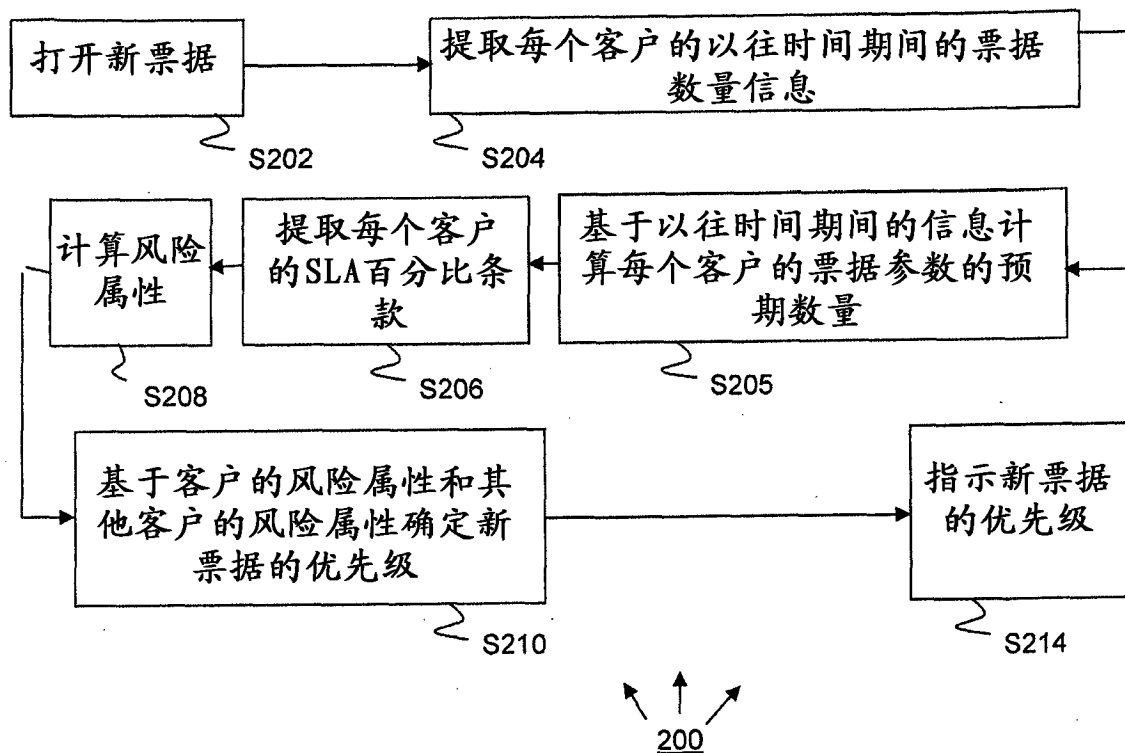 打开新票据
提取每个客户的以往时间期间的票据
数量信息
S202
S204
计算风险
属性
提取每个客户
的SLA百分比条
款
基于以往时间期间的信息计
算每个客户的票据参数的预
期数量
S208
S206
S205
基于客户的风险属性和其
他客户的风险属性确定新
票据的优先级
指示新票据
的优先级
S210
S214
200